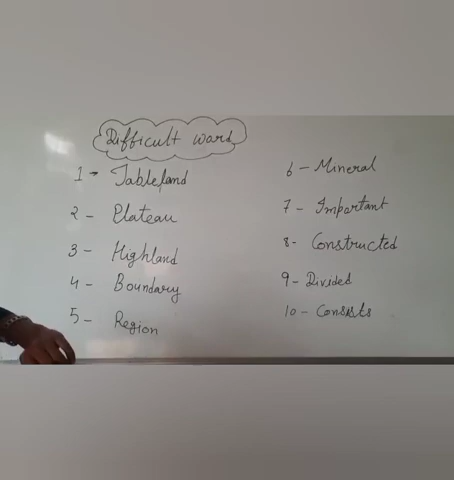 Difficult word
1 - Tableland
2 - Plateau
3 - Highland
4 - Boundary
5 - Region
6 - Mineral
7 - Important
8- Constructed
9 - Divided
10 - Consists